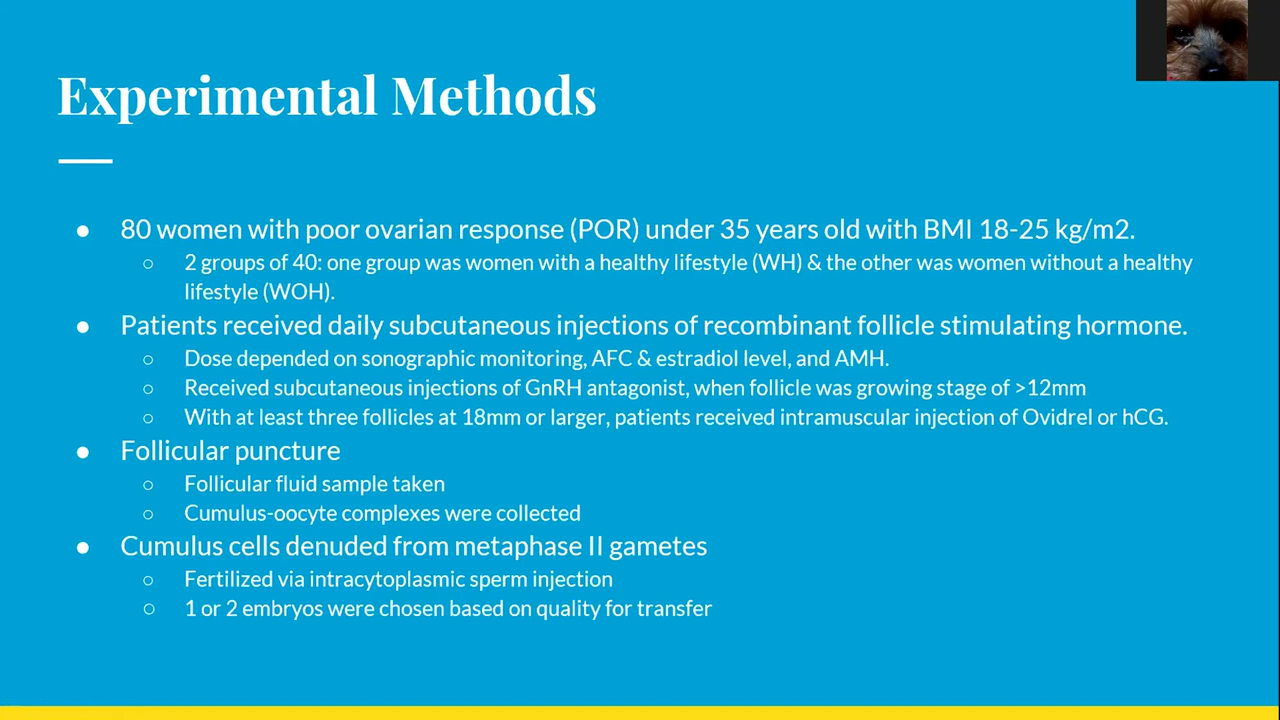 Experimental Methods
● 80 women with poor ovarian response (POR) under 35 years old with BMI 18-25 kg/m2.
○ 2 groups of 40: one group was women with a healthy lifestyle (WH) & the other was women without a healthy
lifestyle (WOH).
● Patients received daily subcutaneous injections of recombinant follicle stimulating hormone.
○ Dose depended on sonographic monitoring, AFC & estradiol level, and AMH.
○ Received subcutaneous injections of GnRH antagonist, when follicle was growing stage of >12mm
○ With at least three follicles at 18mm or larger, patients received intramuscular injection of Ovidrel or hCG.
● Follicular puncture
○ Follicular fluid sample taken
○ Cumulus-oocyte complexes were collected
● Cumulus cells denuded from metaphase II gametes
○ Fertilized via intracytoplasmic sperm injection
○ 1 or 2 embryos were chosen based on quality for transfer